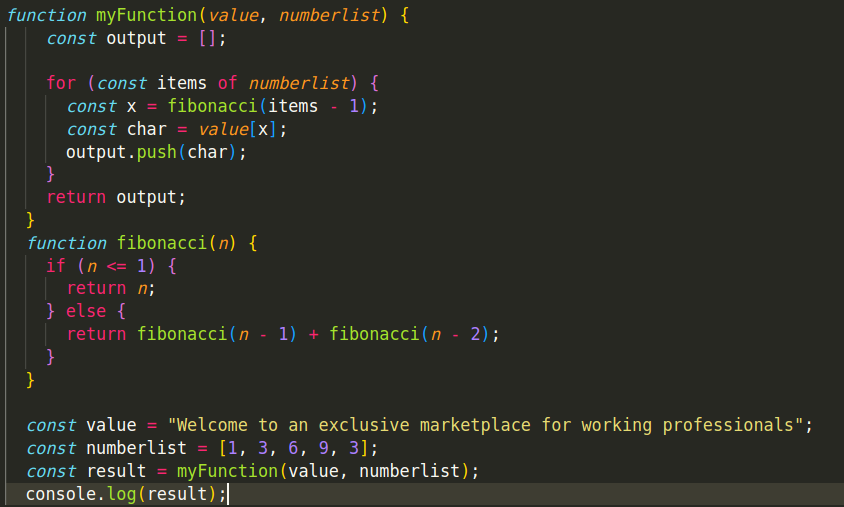 function myFunction(value, numberlist) {
const output = [];
for (const items of numberlist) {
const x = fibonacci(items - 1);
const char = value[x];
output.push(char);
}
return output;
}
function fibonacci(n) {
if (n <= 1) {
return n;
} else {
return fibonacci(n - 1) + fibonacci(n - 2);
}
}
const value = "Welcome to an exclusive marketplace for working professionals";
const numberlist = [1, 3, 6, 9, 3];
const result = myFunction(value, numberlist);
console.log(result);